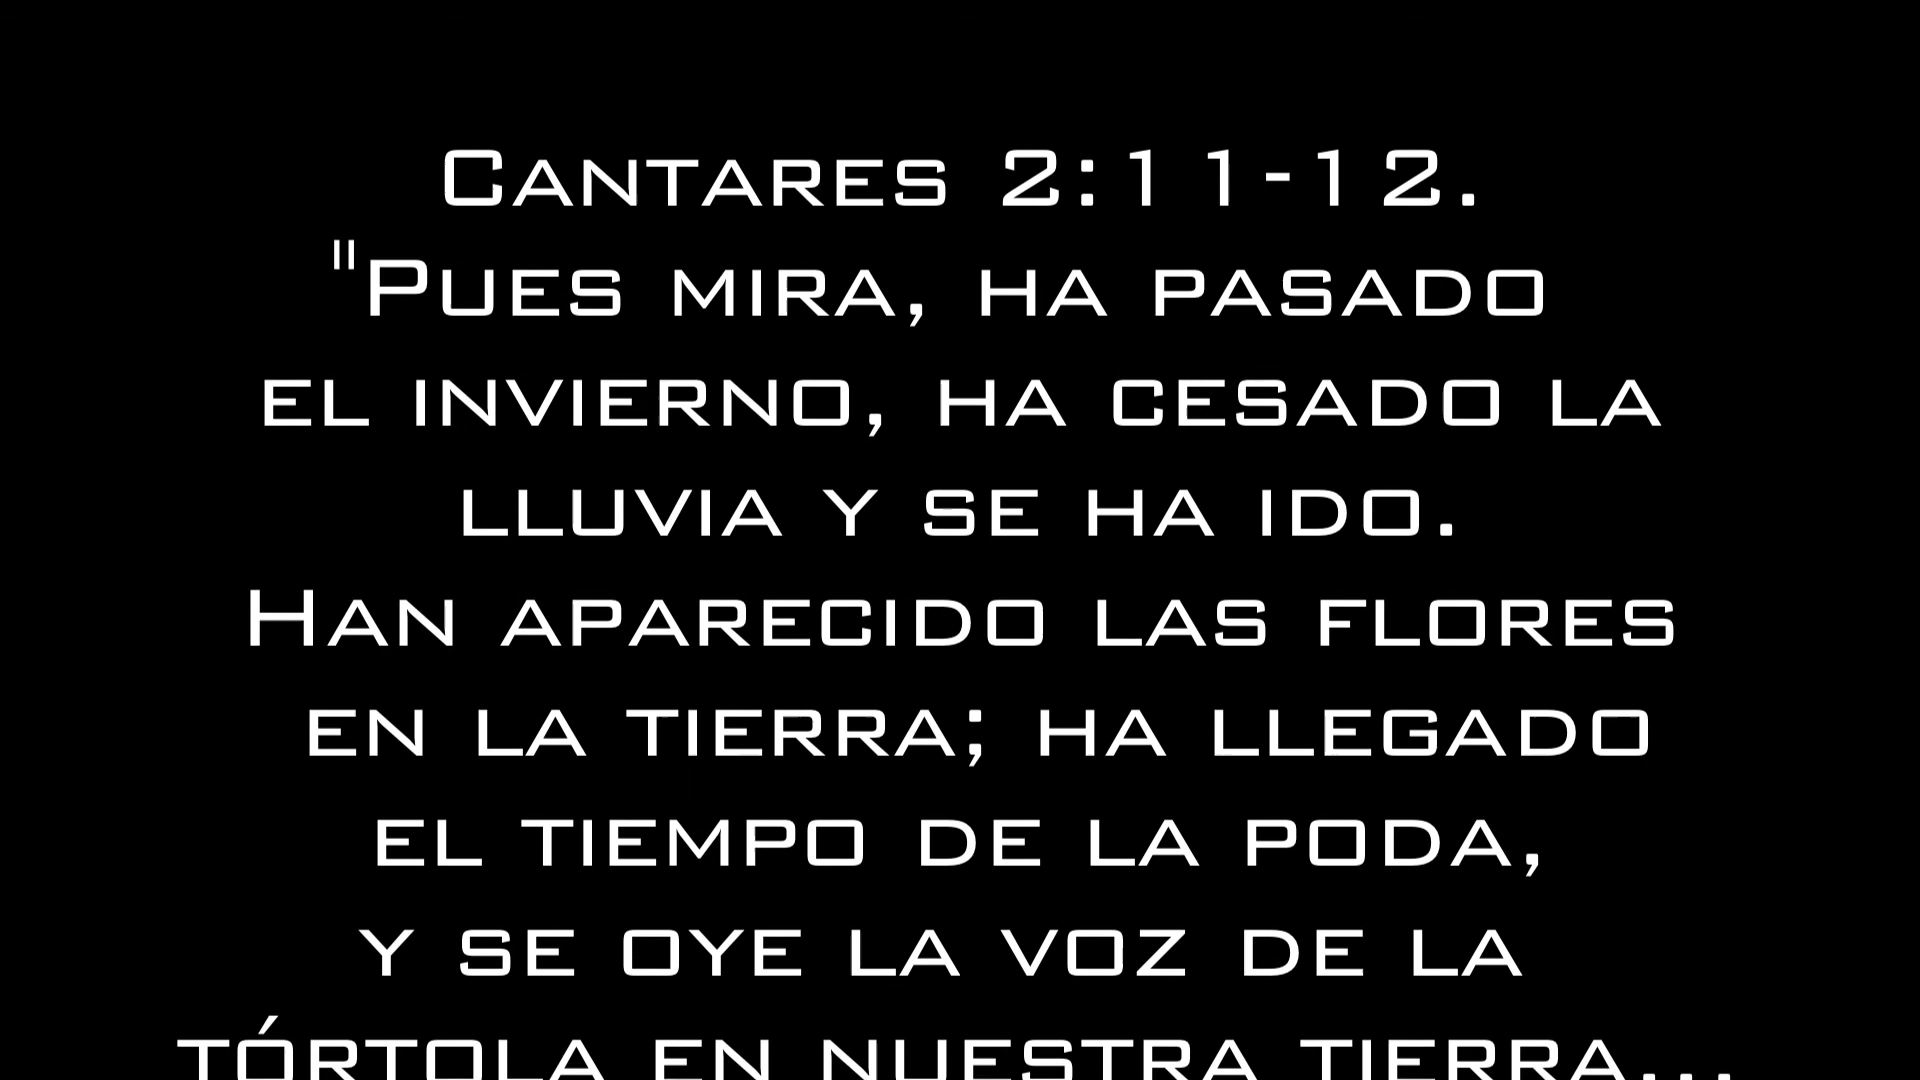 Cantares 2:11-12.
"Pues mira, ha pasado
el invierno, ha cesado la
lluvia y se ha ido.
Han aparecido las flores
en la tierra; ha llegado
el tiempo de la poda,
y se oye la voz de la
tórtola en nuestra tierra...